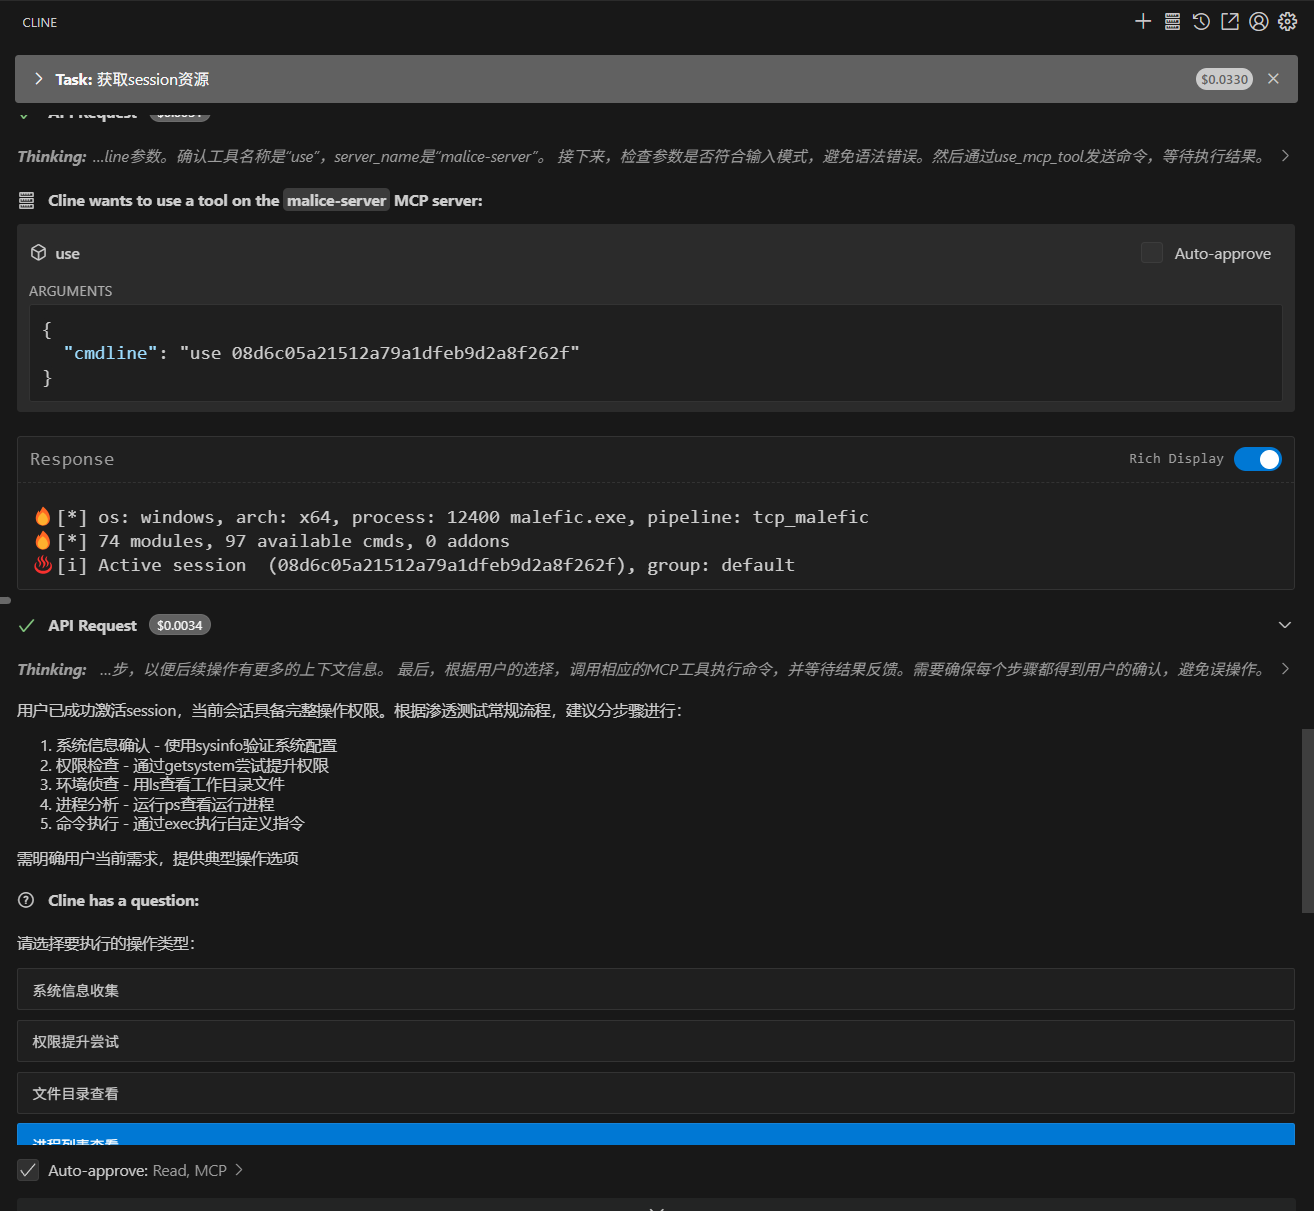 CLINE
Task: 获取session资源
$0.0330
API Request
Thinking: ...line参数。确认工具名称是“use”，server_name是“malice-server”。 接下来，检查参数是否符合输入模式，避免语法错误。然后通过use_mcp_tool发送命令，等待执行结果。
Cline wants to use a tool on the malice-server MCP server:
use
Auto-approve
ARGUMENTS
{
"cmdline": "use 08d6c05a21512a79a1dfeb9d2a8f262f"
}
Response
Rich Display
🔥[*] os: windows, arch: x64, process: 12400 malefic.exe, pipeline: tcp_malefic
🔥[*] 74 modules, 97 available cmds, 0 addons
♨[i] Active session (08d6c05a21512a79a1dfeb9d2a8f262f), group: default
API Request $0.0034
Thinking: ...步，以便后续操作有更多的上下文信息。 最后，根据用户的选择，调用相应的MCP工具执行命令，并等待结果反馈。需要确保每个步骤都得到用户的确认，避免误操作。
用户已成功激活session，当前会话具备完整操作权限。根据渗透测试常规流程，建议分步骤进行：
1. 系统信息确认 - 使用sysinfo验证系统配置
2. 权限检查 - 通过getsystem尝试提升权限
3. 环境侦查 - 用ls查看工作目录文件
4. 进程分析 - 运行ps查看运行进程
5. 命令执行 - 通过exec执行自定义指令
需明确用户当前需求，提供典型操作选项
Cline has a question:
请选择要执行的操作类型：
系统信息收集
权限提升尝试
文件目录查看
进程列表查看
Auto-approve: Read, MCP